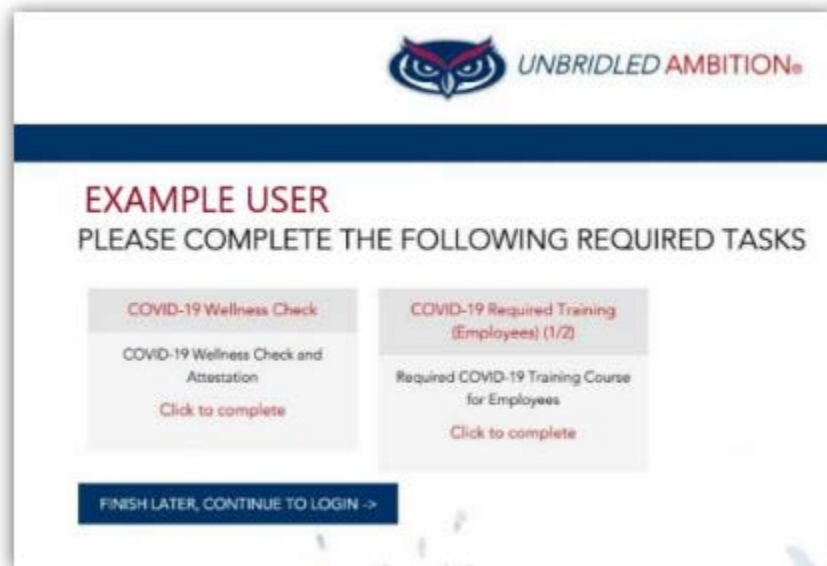 UNBRIDLED AMBITION®
EXAMPLE USER
PLEASE COMPLETE THE FOLLOWING REQUIRED TASKS
COVID-19 Wellness Check
COVID-19 Wellness Check and
Attestation
Click to complete
COVID-19 Required Training
(Employees) (1/2)
Required COVID-19 Training Course
for Employees
Click to complete
FINISH LATER, CONTINUE TO LOGIN ->